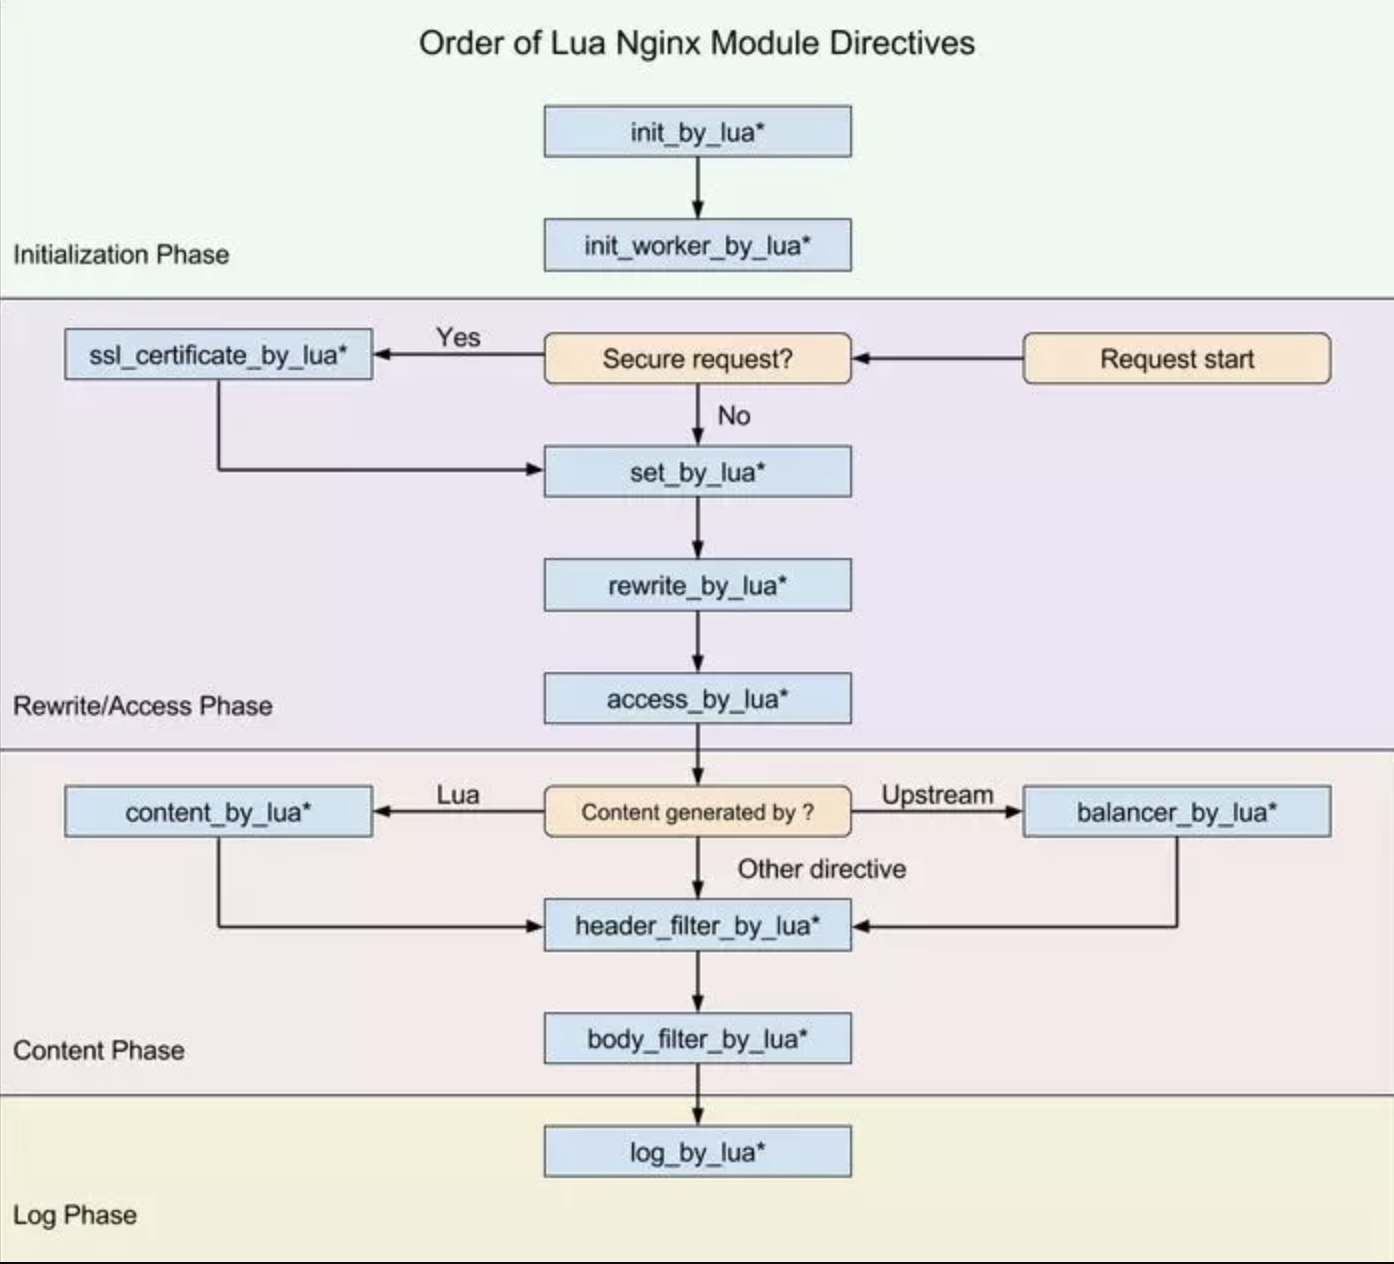 Order of Lua Nginx Module Directives
init_by_lua*
init_worker_by_lua*
Initialization Phase
ssl_certificate_by_lua*
Yes
Secure request?
Request start
No
set_by_lua*
rewrite_by_lua*
access_by_lua*
Rewrite/Access Phase
content_by_lua*
Lua
Content generated by ?
Upstream
balancer_by_lua*
Other directive
header_filter_by_lua*
body_filter_by_lua*
Content Phase
log_by_lua*
Log Phase